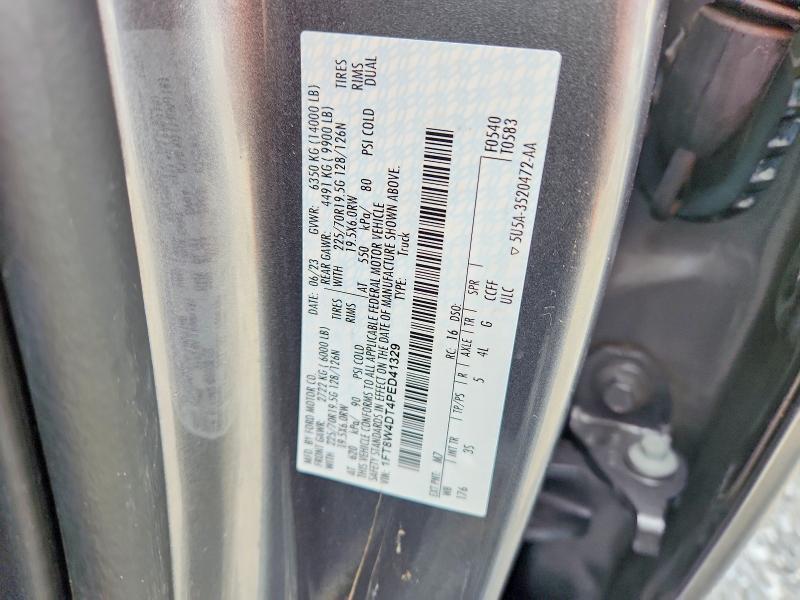 MFD. BY FORD MOTOR CO. DATE: 06/23 GVWR: 6350 KG (14000 LB)
FRONT GAWR: 2722 KG (6000 LB) REAR GAWR: 4491 KG ( 9900 LB)
WITH 225/70R19.5G 128/126N TIRES WITH 225/70R19.5G 128/126N TIRES
19.5X6.0RW RIMS 19.5X6.0RW RIMS
AT 620 kPa/ 90 PSI COLD AT 550 kPa/ 80 PSI COLD DUAL
THIS VEHICLE CONFORMS TO ALL APPLICABLE FEDERAL MOTOR VEHICLE
SAFETY STANDARDS IN EFFECT ON THE DATE OF MANUFACTURE SHOWN ABOVE.
VIN: 1FT8W4DT4PED41329 TYPE: Truck
F0540
T0583
EXT PNT: M7 RC: 16 DSO:
WB INT TR TP/PS R AXLE TR SPR
176 3S 5 4L G CCFF
ULC
▽ 5U5A-3520472-AA